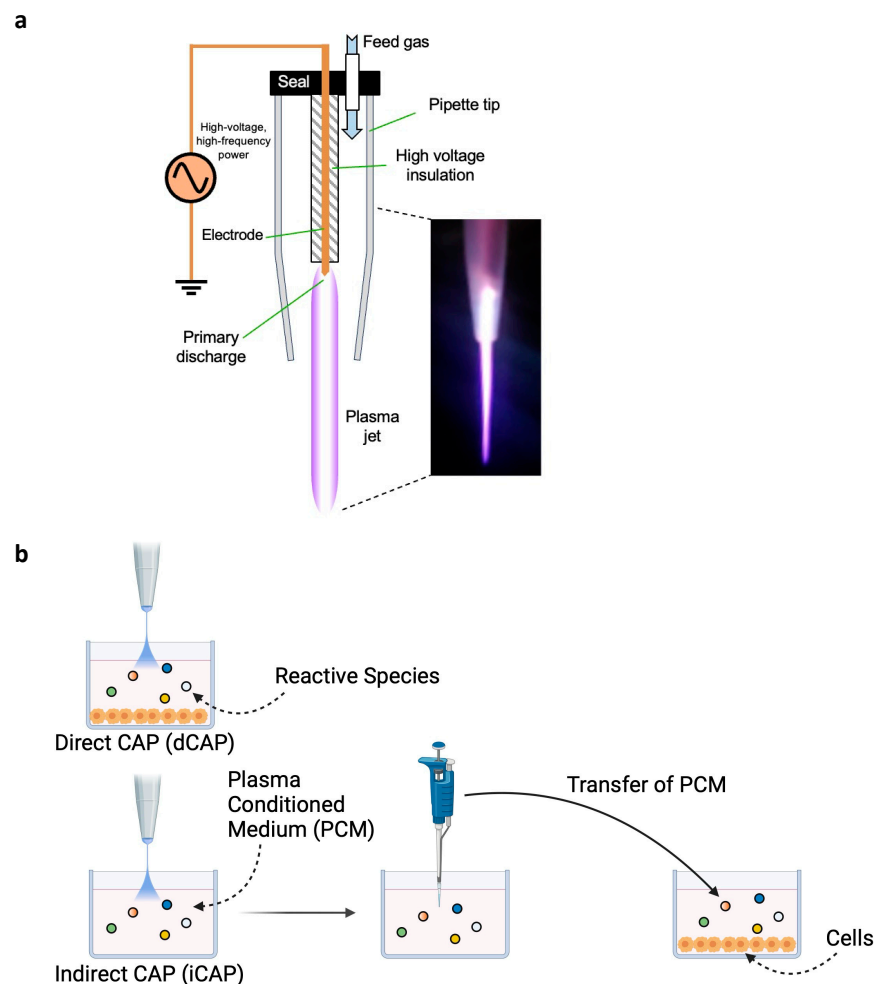 a
Feed gas
Seal
Pipette tip
High-voltage,
high-frequency
power
High voltage
insulation
Electrode
Primary
discharge
Plasma
jet
b
Reactive Species
Direct CAP (dCAP)
Plasma
Conditioned
Medium (PCM)
Transfer of PCM
Cells
Indirect CAP (iCAP)